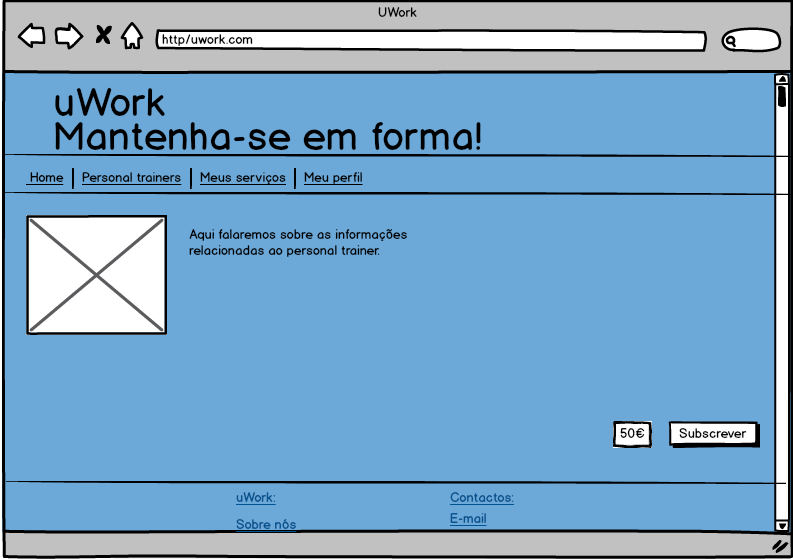 UWork
http/uwork.com
uWork
Mantenha-se em forma!
Home Personal trainers Meus serviços Meu perfil
Aqui falaremos sobre as informações
relacionadas ao personal trainer.
50€ Subscrever
uWork: Contactos:
Sobre nós E-mail